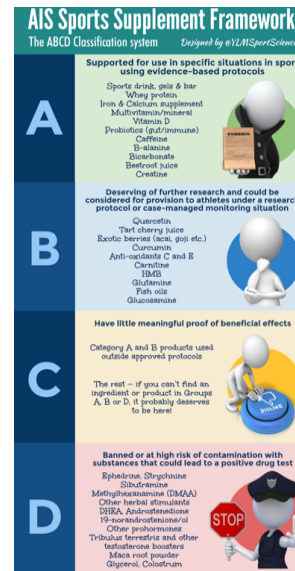 AIS Sports Supplement Framework
The ABCD Classification system
Designed by @YLMSportScience
A
Supported for use in specific situations in sport
using evidence-based protocols
Sports drink, gels & bar
Whey protein
Iron & Calcium supplement
Multivitamin/mineral
Vitamin D
Probiotics (gut/immune)
Caffeine
B-alanine
Bicarbonate
Beetroot juice
Creatine
EVIDENCE
B
Deserving of further research and could be
considered for provision to athletes under a research
protocol or case-managed monitoring situation
Quercetin
Tart cherry juice
Exotic berries (acai, goji etc.)
Curcumin
Anti-oxidants C and E
Carnitine
HMB
Glutamine
Fish oils
Glucosamine
C
Have little meaningful proof of beneficial effects
Category A and B products used
outside approved protocols
The rest – if you can't find an
ingredient or product in Groups
A, B or D, it probably deserves
to be here!
DISLIKE
D
Banned or at high risk of contamination with
substances that could lead to a positive drug test
Ephedrine, Strychnine
Sibutramine
Methylhexanamine (DMAA)
Other herbal stimulants
DHEA, Androstenedione
19-norandrostenione/ol
Other prohormones
Tribulus terrestris and other
testosterone boosters
Maca root powder
Glycerol, Colostrum
STOP